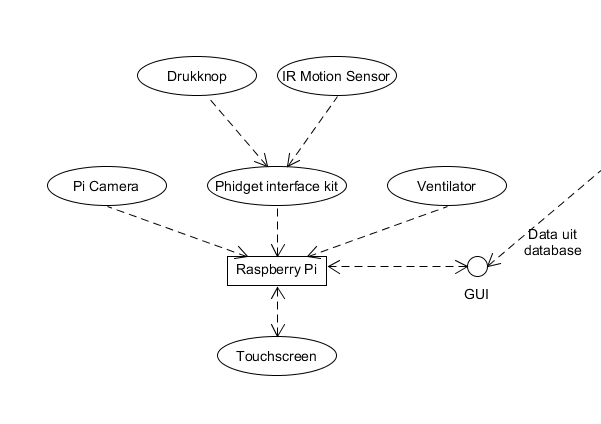 Drukknop
IR Motion Sensor
Pi Camera
Phidget interface kit
Ventilator
Data uit
database
Raspberry Pi
GUI
Touchscreen